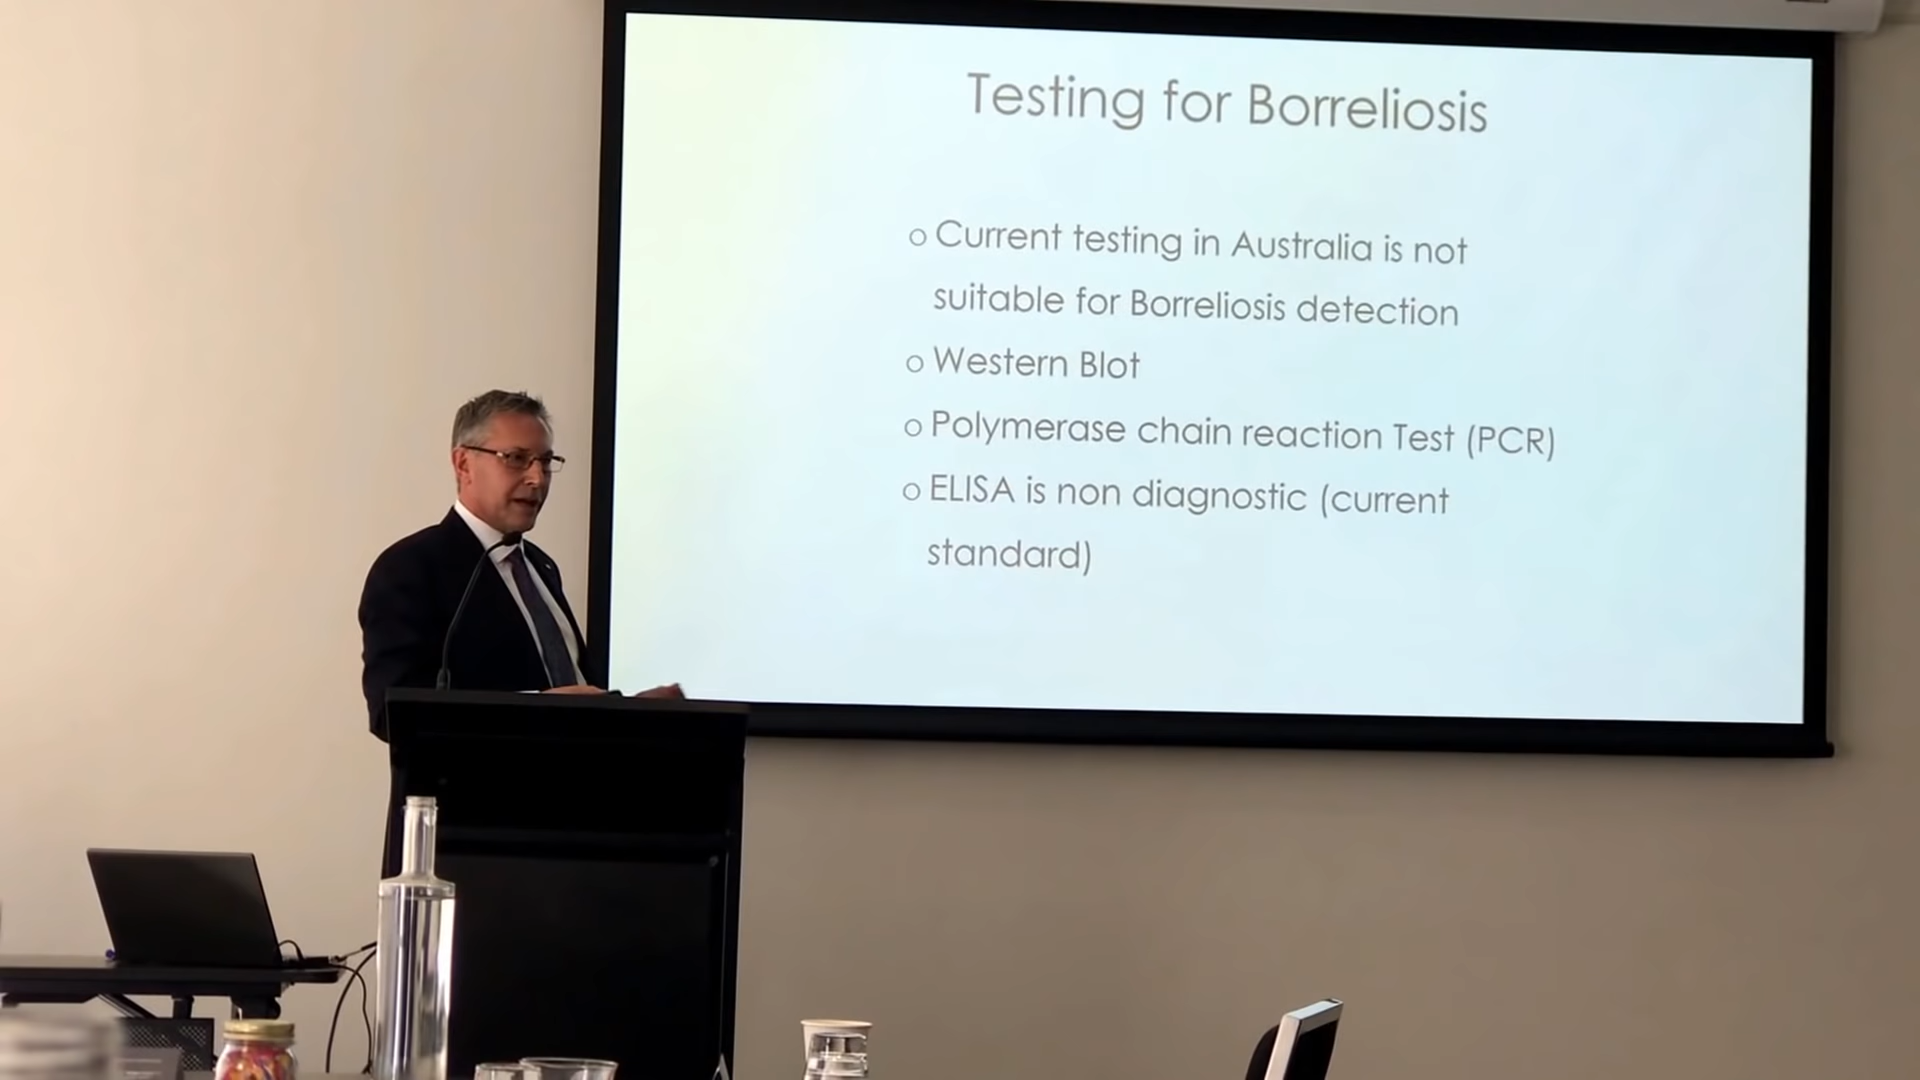 Testing for Borreliosis
o Current testing in Australia is not
suitable for Borreliosis detection
o Western Blot
o Polymerase chain reaction Test (PCR)
o ELISA is non diagnostic (current
standard)